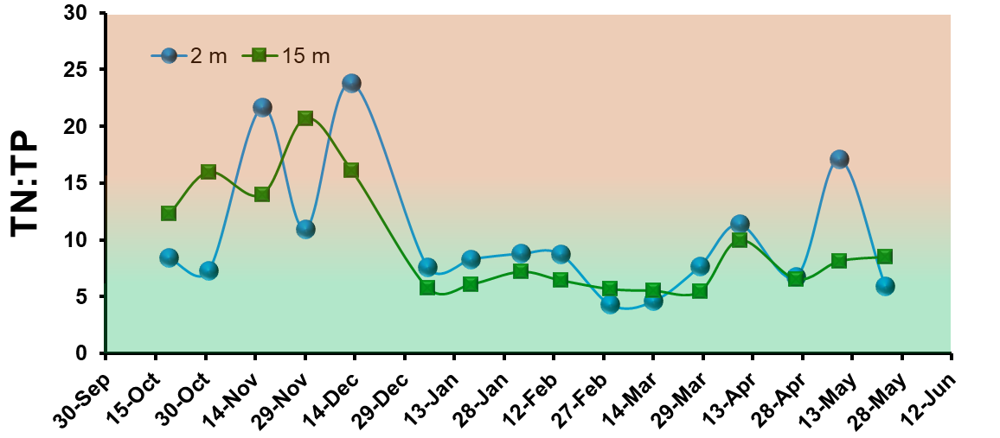 TN:TP
30
25
20
15
10
5
0
2 m 15 m
30-Sep 15-Oct 30-Oct 14-Nov 29-Nov 14-Dec 29-Dec 13-Jan 28-Jan 12-Feb 27-Feb 14-Mar 29-Mar 13-Apr 28-Apr 13-May 28-May 12-Jun